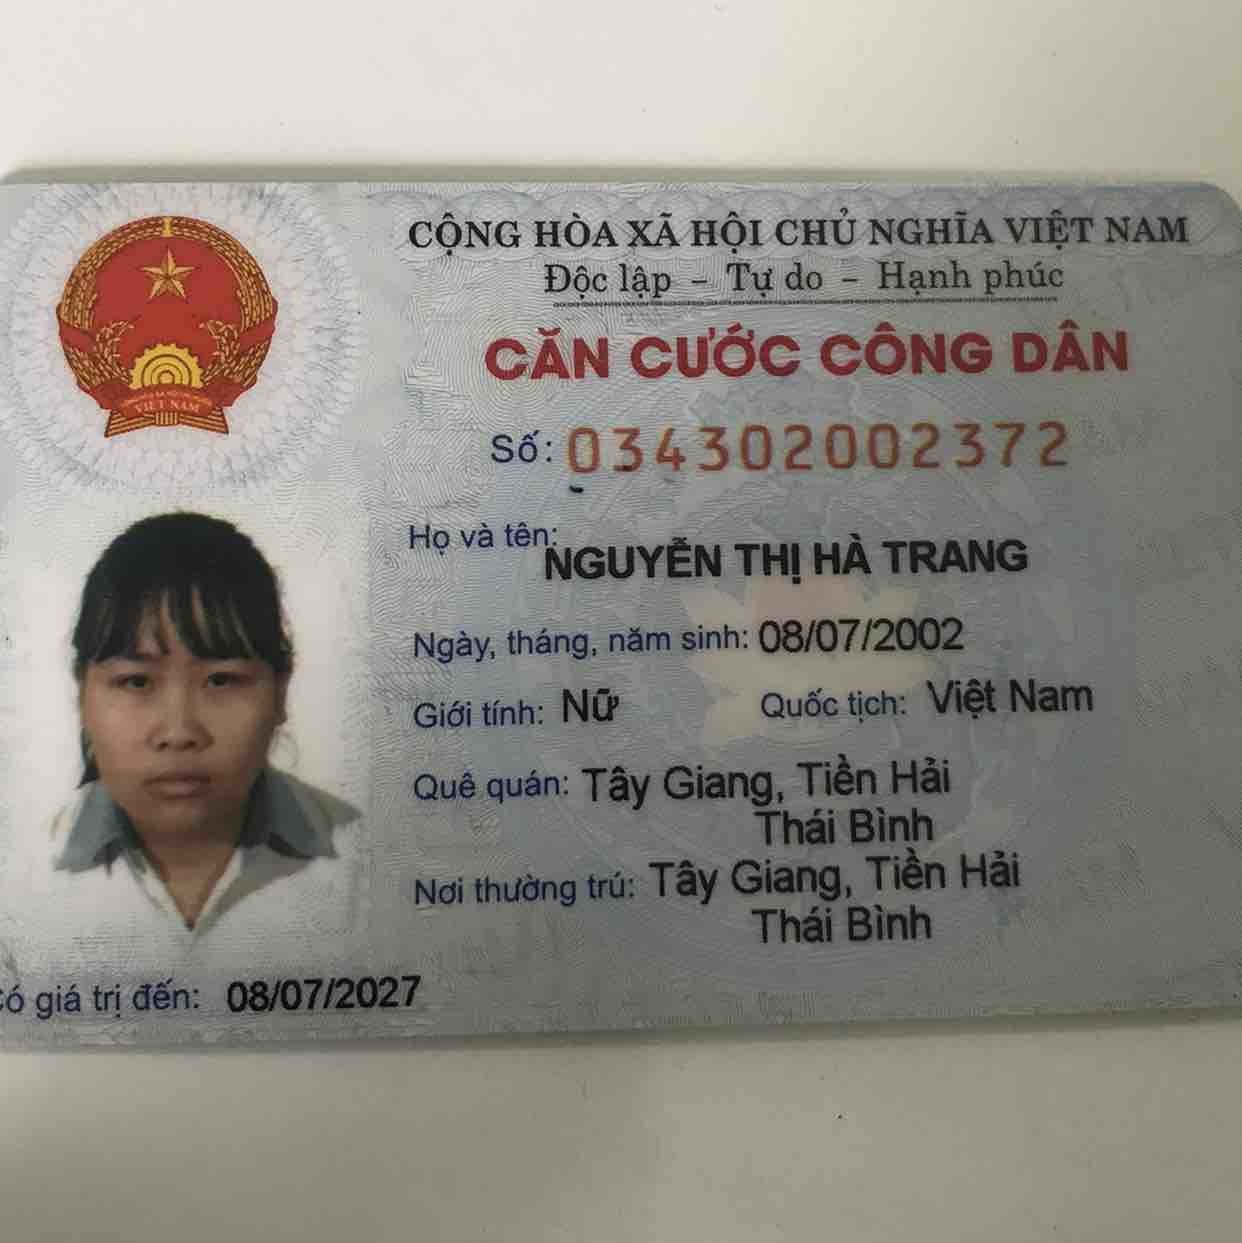 CỘNG HÒA XÃ HỘI CHỦ NGHĨA VIỆT NAM
Độc lập - Tự do - Hạnh phúc
CĂN CƯỚC CÔNG DÂN
Số: 034302002372
Họ và tên:
NGUYỄN THỊ HÀ TRANG
Ngày, tháng, năm sinh: 08/07/2002
Giới tính: Nữ Quốc tịch: Việt Nam
Quê quán: Tây Giang, Tiền Hải
Thái Bình
Nơi thường trú: Tây Giang, Tiền Hải
Thái Bình
ó giá trị đến: 08/07/2027
VIỆT NAM